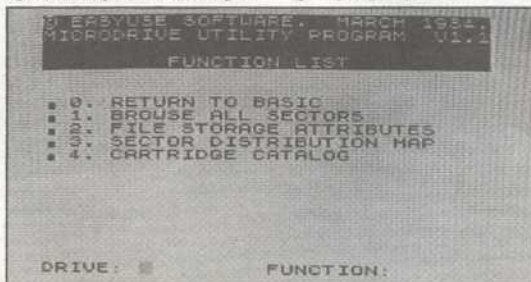 © EASYUSE SOFTWARE. MARCH 1984.
MICRODRIVE UTILITY PROGRAM V1.1
FUNCTION LIST
0. RETURN TO BASIC
1. BROWSE ALL SECTORS
2. FILE STORAGE ATTRIBUTES
3. SECTOR DISTRIBUTION MAP
4. CARTRIDGE CATALOG
DRIVE: FUNCTION: